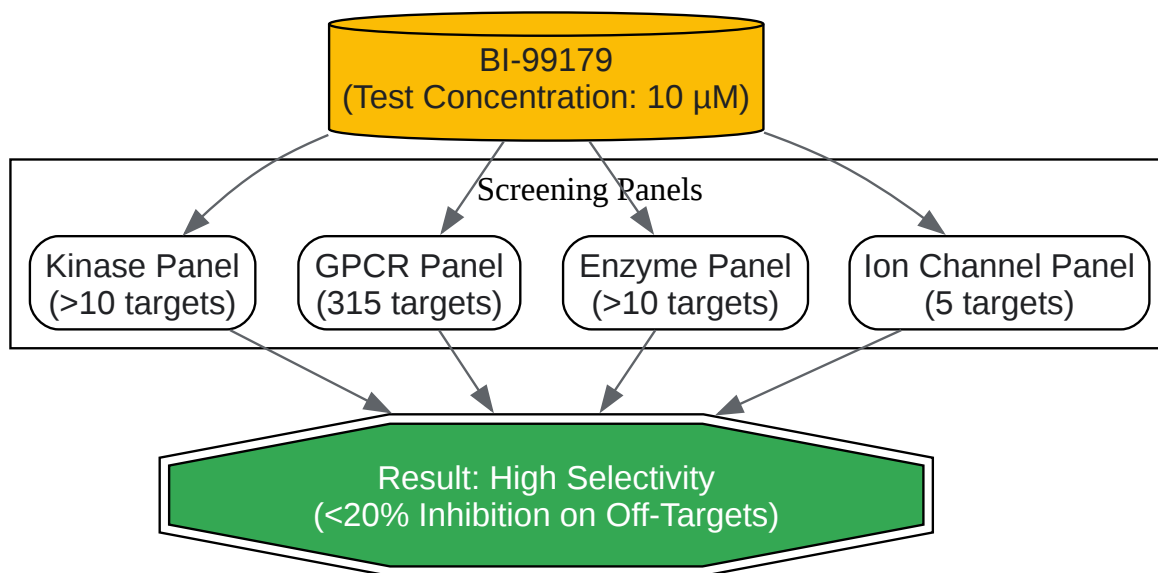 BI-99179
(Test Concentration: 10 µM)
Screening Panels
Kinase Panel
(>10 targets)
GPCR Panel
(315 targets)
Enzyme Panel
(>10 targets)
Ion Channel Panel
(5 targets)
Result: High Selectivity
(<20% Inhibition on Off-Targets)